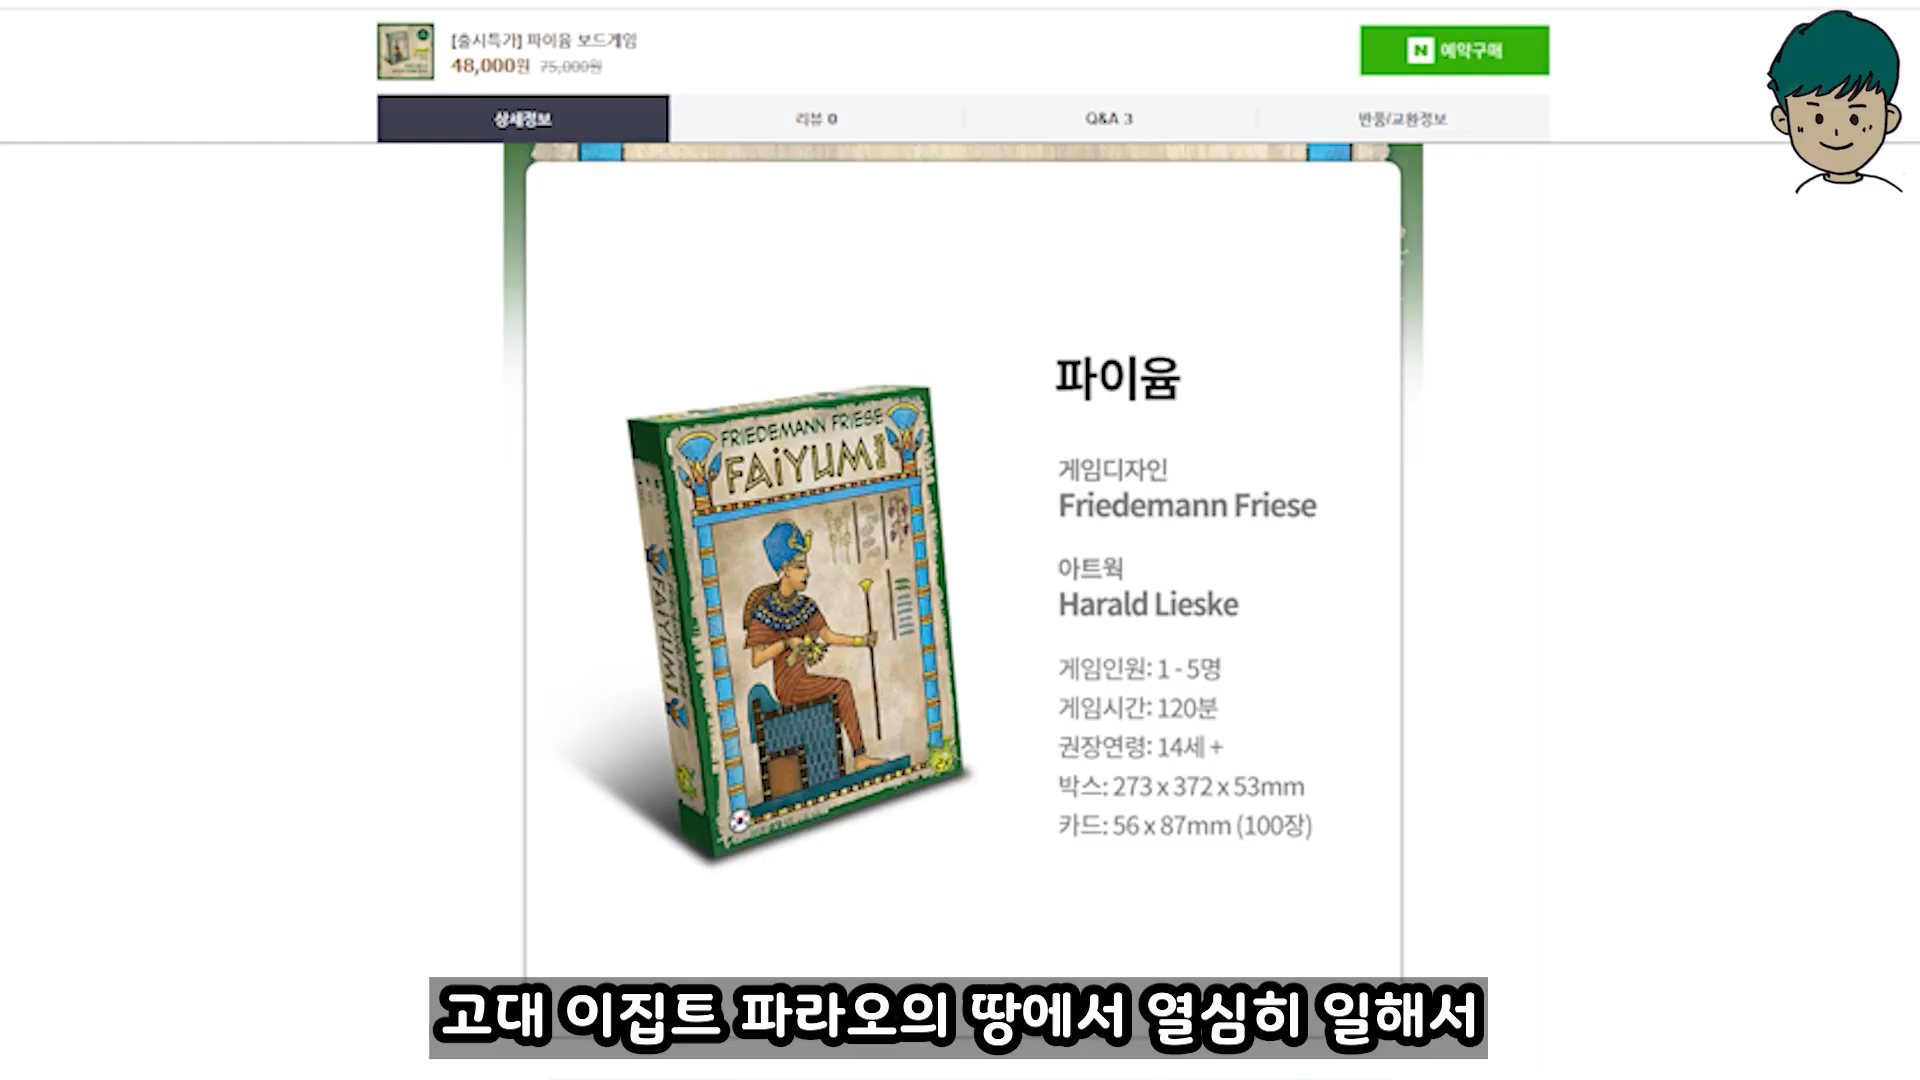 [출시특가] 파이윰 보드게임
48,000원 75,000원
N 예약구매
상세정보
리뷰 0
Q&A 3
반품/교환정보
FRIEDEMANN FRIESE
FAiYUM
FAIYUM
파이윰
게임디자인
Friedemann Friese
아트웍
Harald Lieske
게임인원: 1 - 5명
게임시간: 120분
권장연령: 14세 +
박스: 273 x 372 x 53mm
카드: 56 x 87mm (100장)
고대 이집트 파라오의 땅에서 열심히 일해서